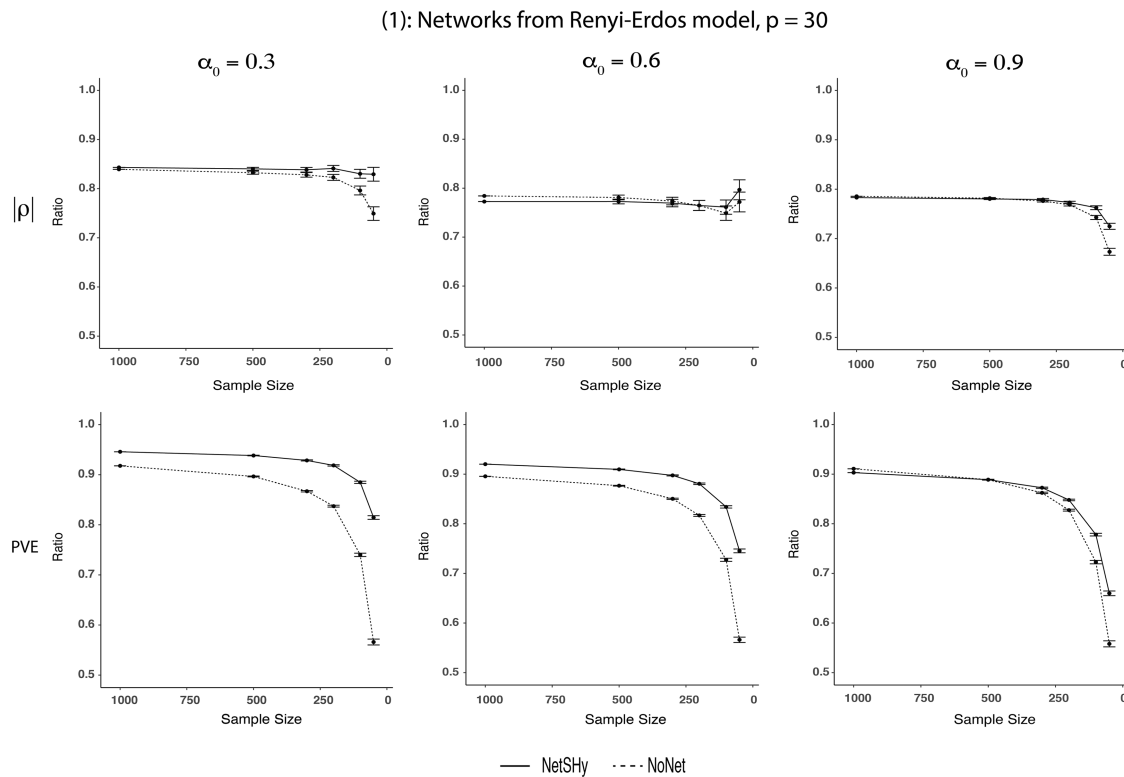 (1): Networks from Renyi-Erdos model, p = 30
α₀ = 0.3
α₀ = 0.6
α₀ = 0.9
|ρ|
Ratio
1.0
0.9
0.8
0.7
0.6
0.5
1000 750 500 250 0
Sample Size
Ratio
1.0
0.9
0.8
0.7
0.6
0.5
1000 750 500 250 0
Sample Size
Ratio
1.0
0.9
0.8
0.7
0.6
0.5
1000 750 500 250 0
Sample Size
PVE
Ratio
1.0
0.9
0.8
0.7
0.6
0.5
1000 750 500 250 0
Sample Size
Ratio
1.0
0.9
0.8
0.7
0.6
0.5
1000 750 500 250 0
Sample Size
Ratio
1.0
0.9
0.8
0.7
0.6
0.5
1000 750 500 250 0
Sample Size
NetSHy NoNet